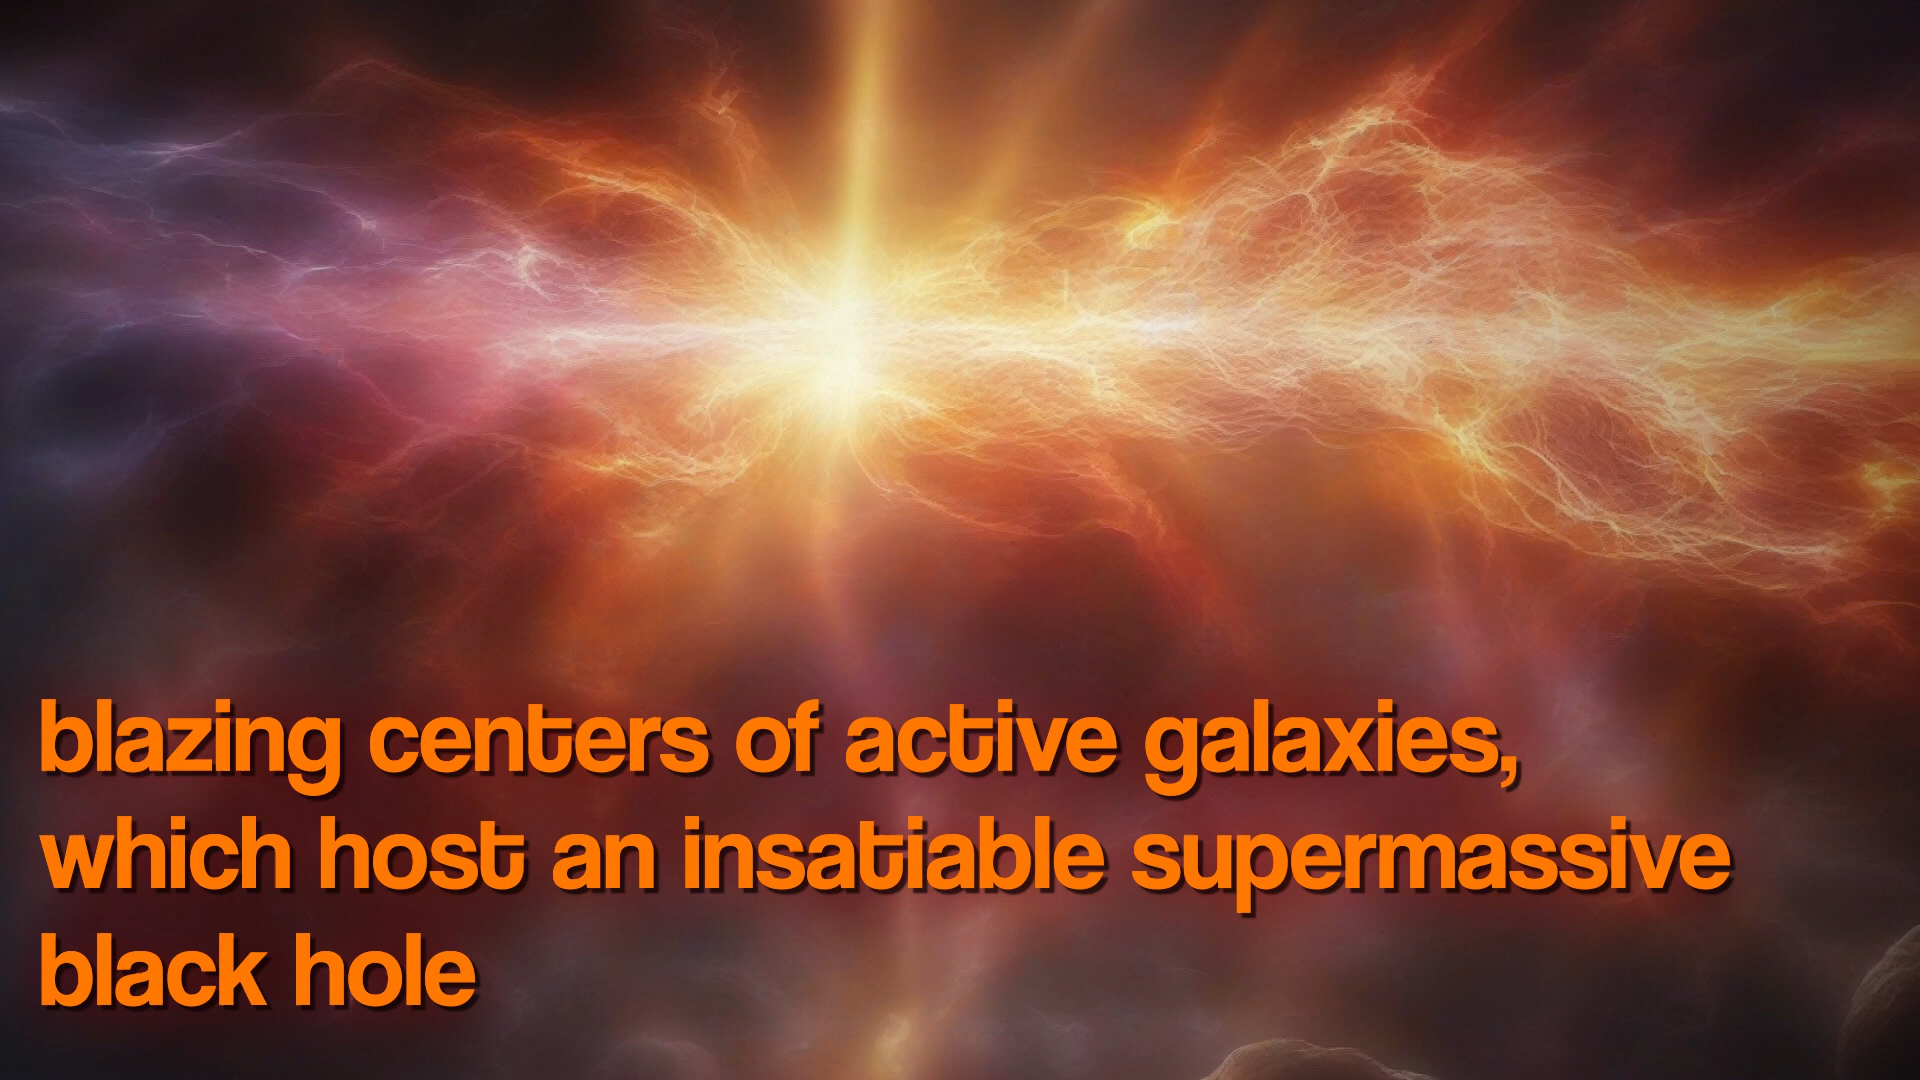 blazing centers of active galaxies,
which host an insatiable supermassive
black hole